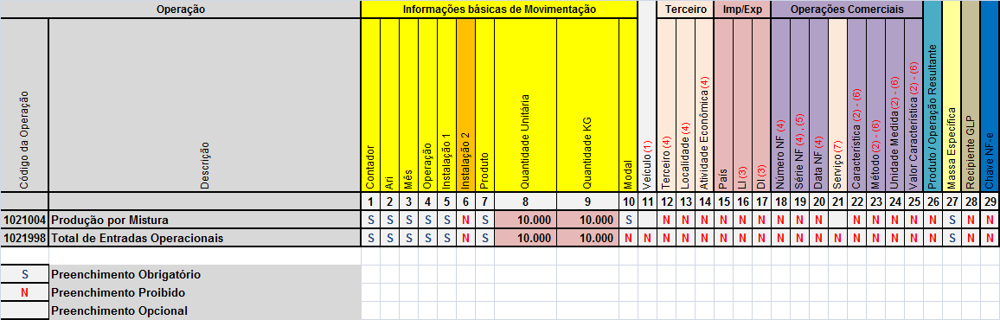 Operação
Informações básicas de Movimentação
Terceiro
Imp/Exp
Operações Comerciais
Código da Operação
Descrição
Contador
Ari
Mês
Operação
Instalação 1
Instalação 2
Produto
Quantidade Unitária
Quantidade KG
Modal
Veículo (1)
Terceiro (4)
Localidade (4)
Atividade Econômica (4)
País
LI (3)
DI (3)
Número NF (4)
Série NF (4) ,(5)
Data NF (4)
Serviço (7)
Característica (2) - (6)
Método (2) - (6)
Unidade Medida (2) - (6)
Valor Característica (2) - (6)
Produto / Operação Resultante
Massa Específica
Recipiente GLP
Chave NF-e
1 2 3 4 5 6 7 8 9 10 11 12 13 14 15 16 17 18 19 20 21 22 23 24 25 26 27 28 29
1021004 Produção por Mistura S S S S S N S 10.000 10.000 S N N N N N N N N N N N N N N S N N
1021998 Total de Entradas Operacionais S S S S S N S 10.000 10.000 N N N N N N N N N N N N N N N N S N N
S Preenchimento Obrigatório
N Preenchimento Proibido
Preenchimento Opcional